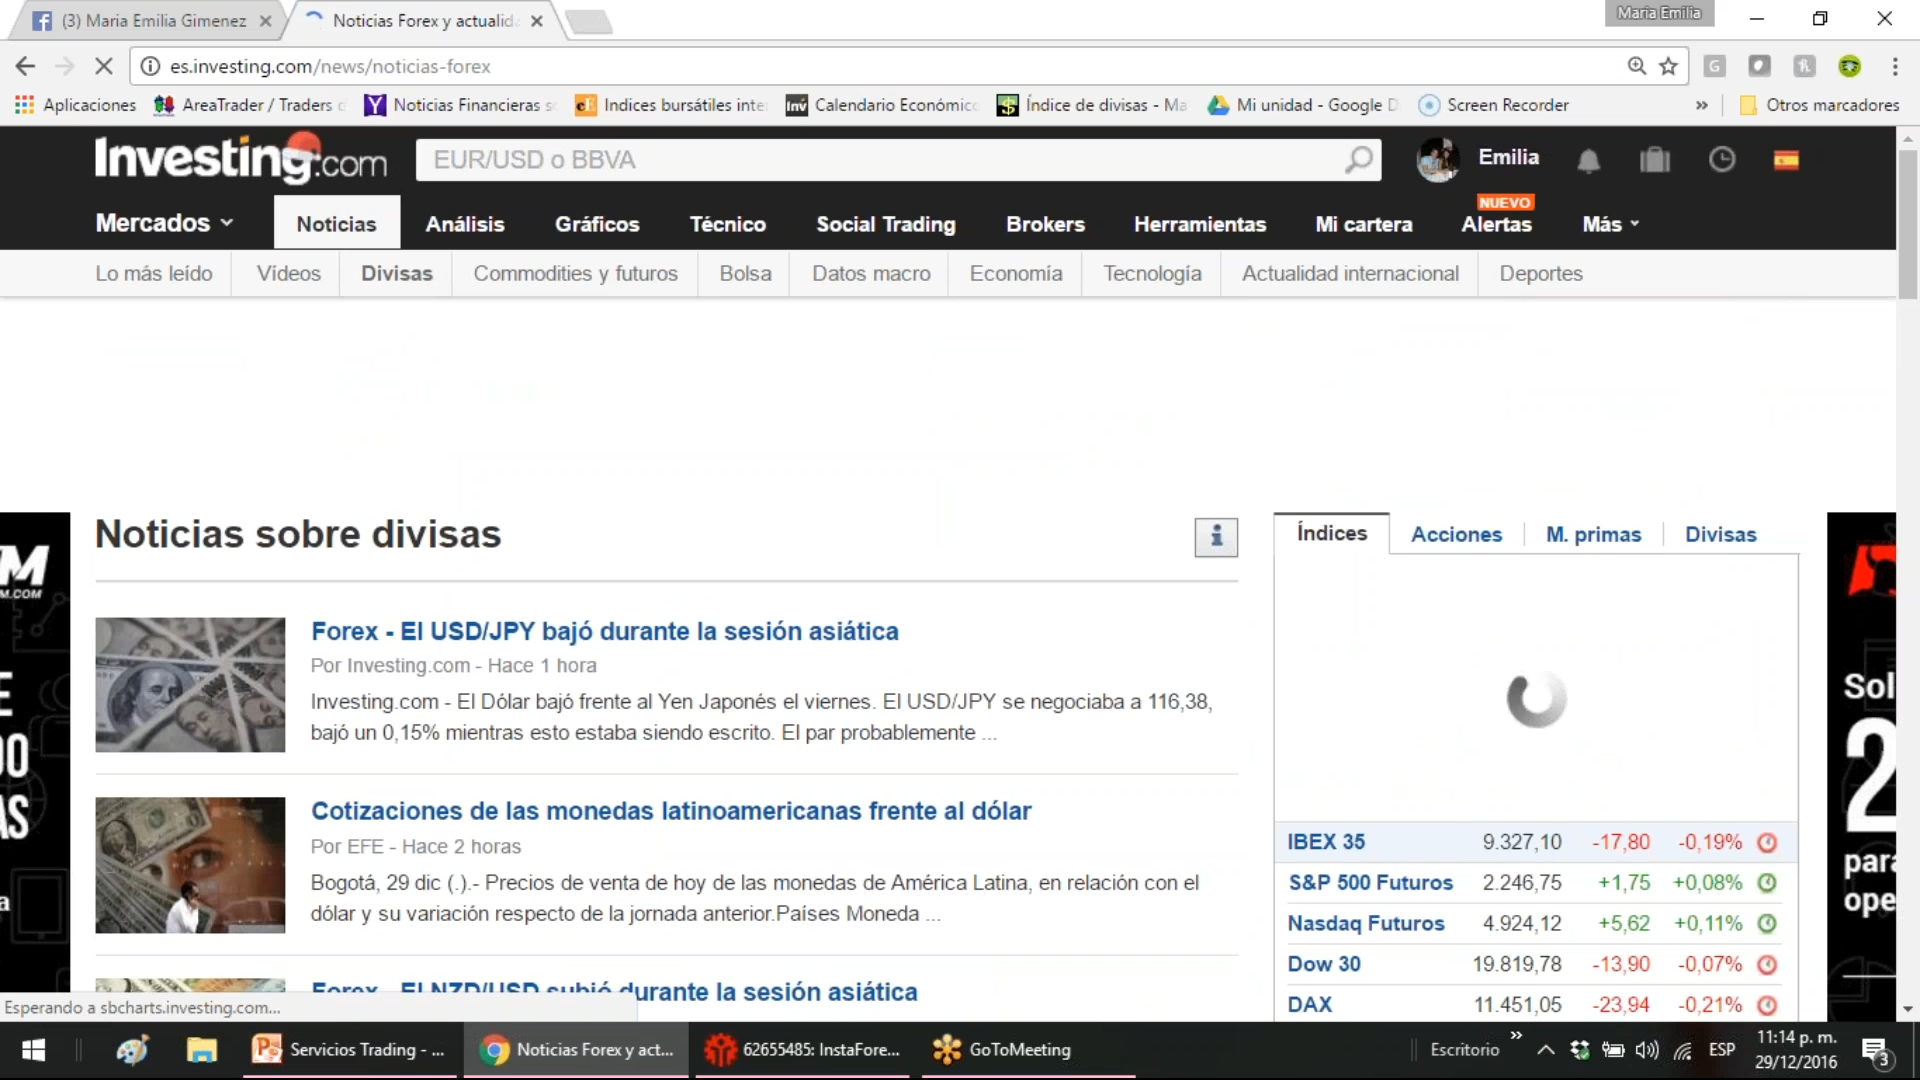 (3) Maria Emilia Gimenez
Noticias Forex y actualid
Maria Emilia
es.investing.com/news/noticias-forex
Aplicaciones
AreaTrader / Traders
Noticias Financieras
Indices bursátiles inte
Calendario Económic
Índice de divisas - Ma
Mi unidad - Google D
Screen Recorder
»
Otros marcadores
Investing.com
EUR/USD o BBVA
Emilia
NUEVO
Mercados
Noticias
Análisis
Gráficos
Técnico
Social Trading
Brokers
Herramientas
Mi cartera
Alertas
Más
Lo más leído
Vídeos
Divisas
Commodities y futuros
Bolsa
Datos macro
Economía
Tecnología
Actualidad internacional
Deportes
Noticias sobre divisas
Índices
Acciones
M. primas
Divisas
Forex - El USD/JPY bajó durante la sesión asiática
Por Investing.com - Hace 1 hora
Investing.com - El Dólar bajó frente al Yen Japonés el viernes. El USD/JPY se negociaba a 116,38,
bajó un 0,15% mientras esto estaba siendo escrito. El par probablemente ...
Cotizaciones de las monedas latinoamericanas frente al dólar
Por EFE - Hace 2 horas
Bogotá, 29 dic (.).- Precios de venta de hoy de las monedas de América Latina, en relación con el
dólar y su variación respecto de la jornada anterior.Países Moneda ...
Forex - El NZD/USD subió durante la sesión asiática
IBEX 35 9.327,10 -17,80 -0,19%
S&P 500 Futuros 2.246,75 +1,75 +0,08%
Nasdaq Futuros 4.924,12 +5,62 +0,11%
Dow 30 19.819,78 -13,90 -0,07%
DAX 11.451,05 -23,94 -0,21%
Sol
2
para
ope
Esperando a sbcharts.investing.com...
Servicios Trading - ...
Noticias Forex y act...
62655485: InstaFore...
GoToMeeting
Escritorio
»
ESP
11:14 p. m.
29/12/2016
3